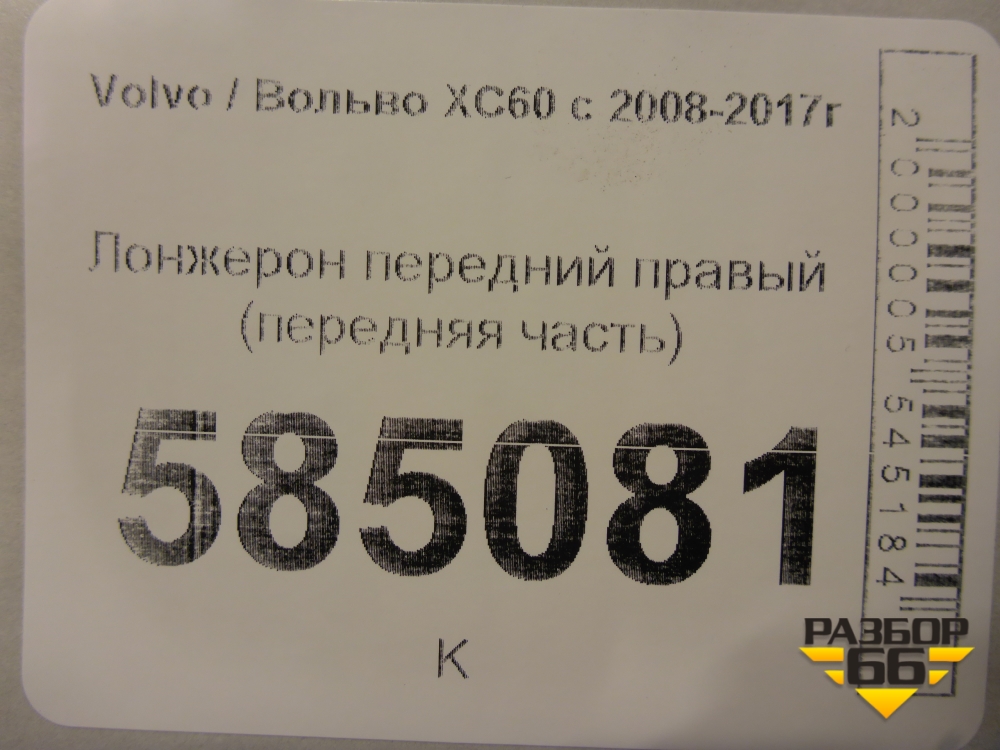 Volvo / Вольво XC60 с 2008-2017г
Лонжерон передний правый
(передняя часть)
585081
К
2000005545184
РАЗБОР
66